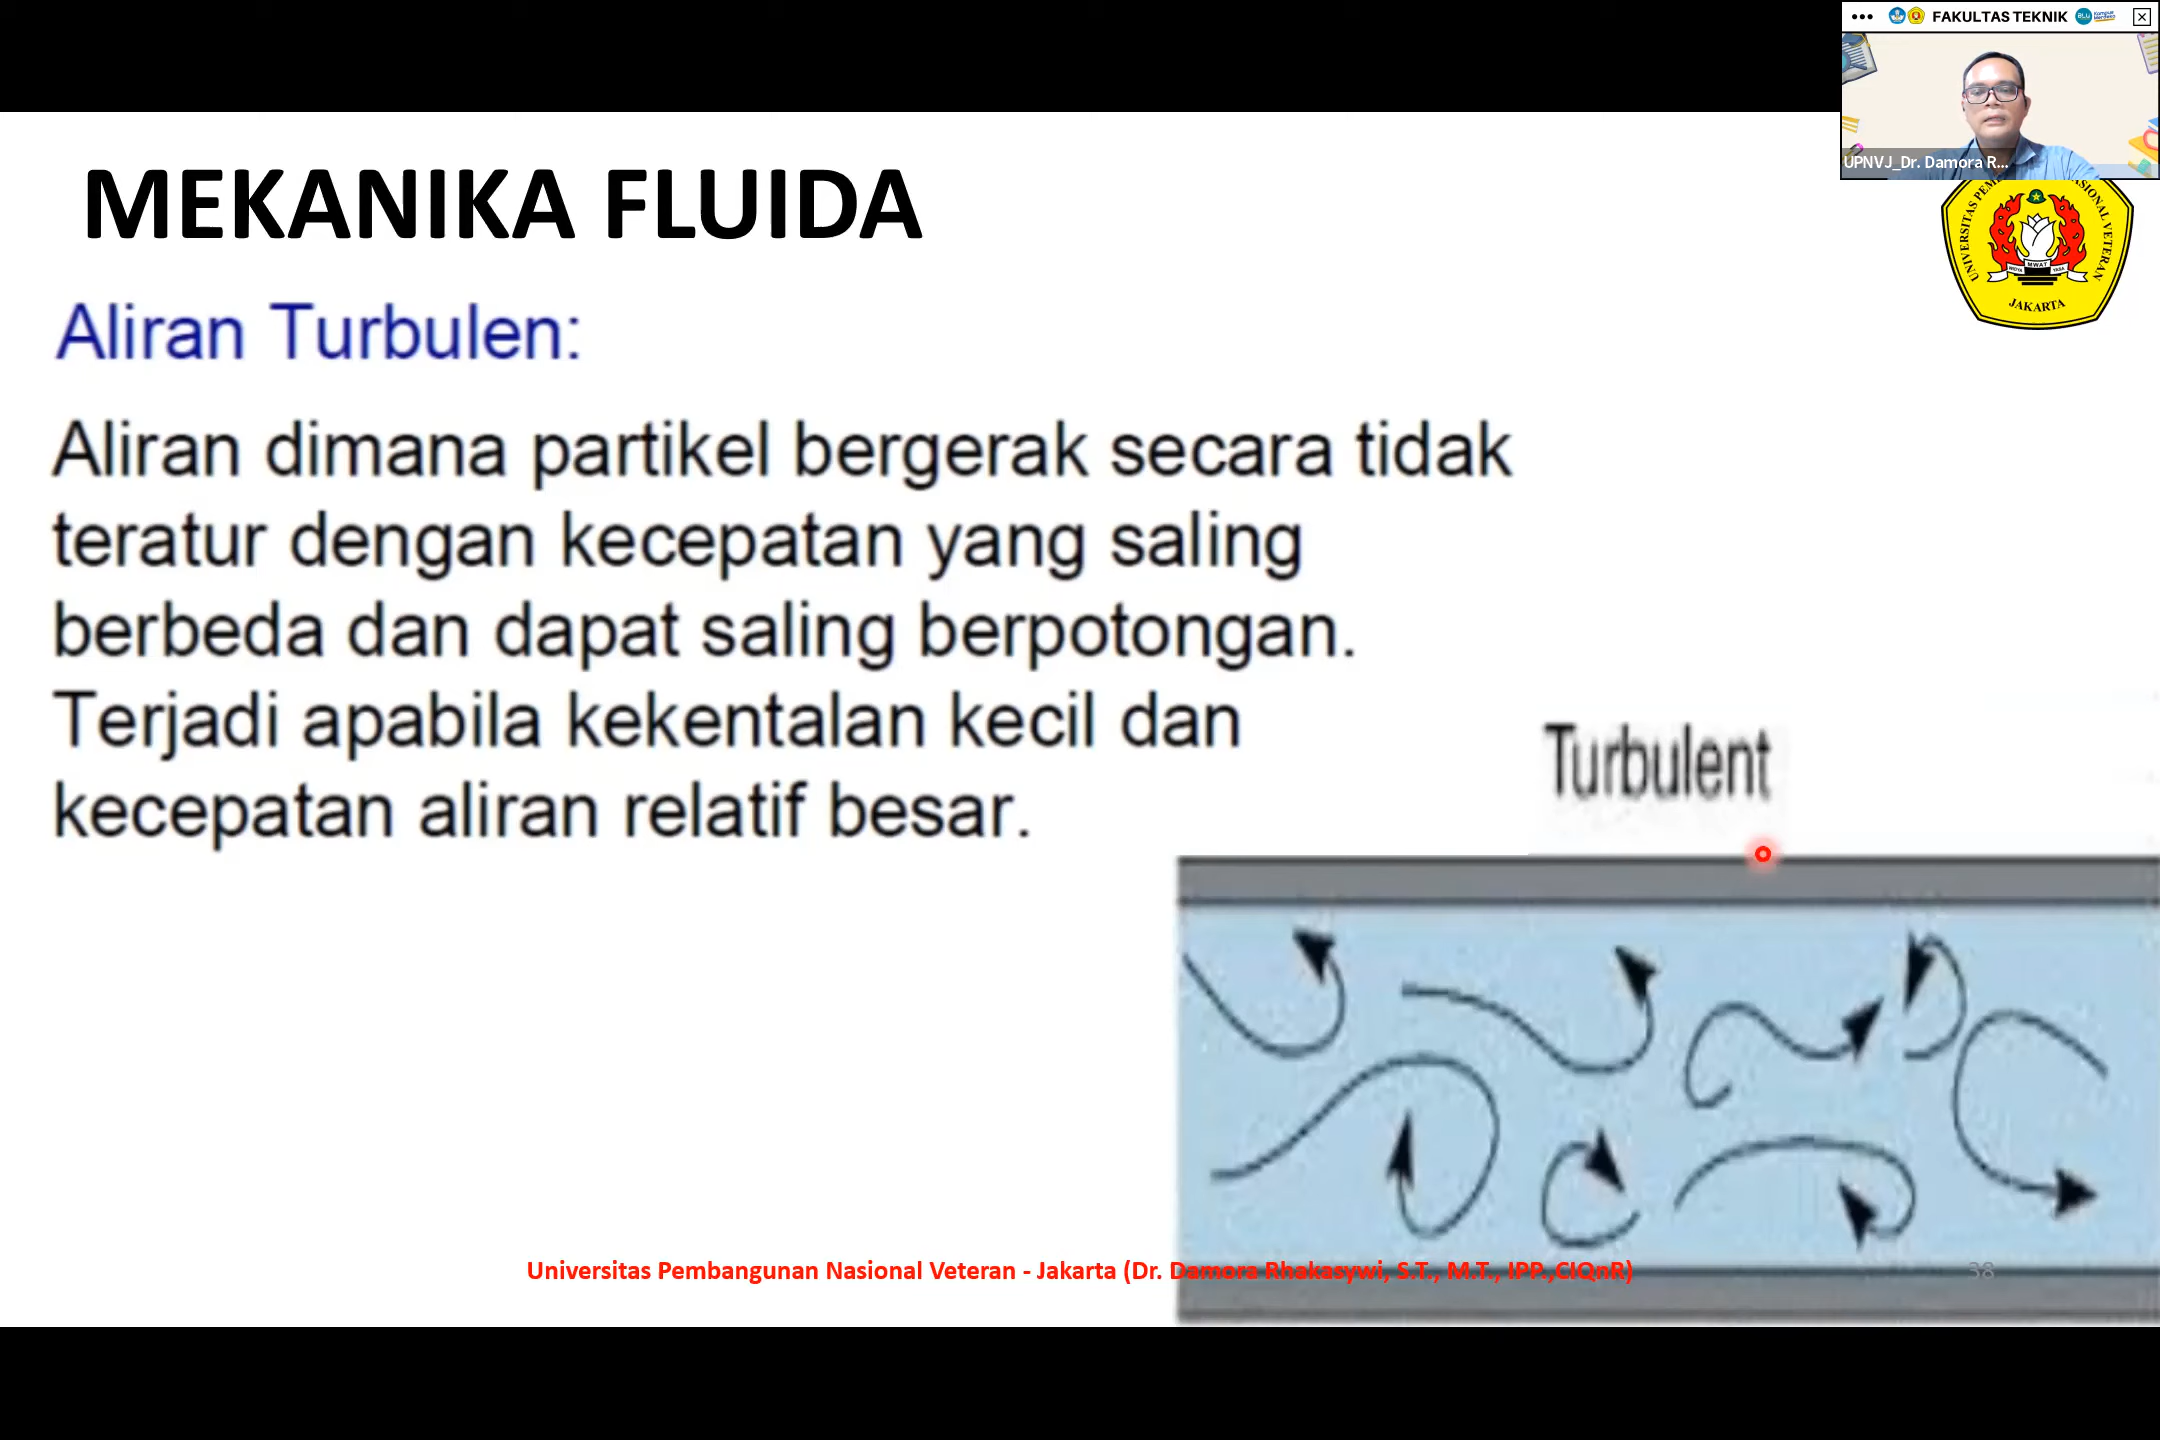 ••• FAKULTAS TEKNIK BLU
UPNVJ_Dr. Damora R...
MEKANIKA FLUIDA
JAKARTA
Aliran Turbulen:
Aliran dimana partikel bergerak secara tidak
teratur dengan kecepatan yang saling
berbeda dan dapat saling berpotongan.
Terjadi apabila kekentalan kecil dan
kecepatan aliran relatif besar.
Turbulent
Universitas Pembangunan Nasional Veteran - Jakarta (Dr. Damora Rhakasywi, S.T., M.T., IPP.,CIQnR)
38